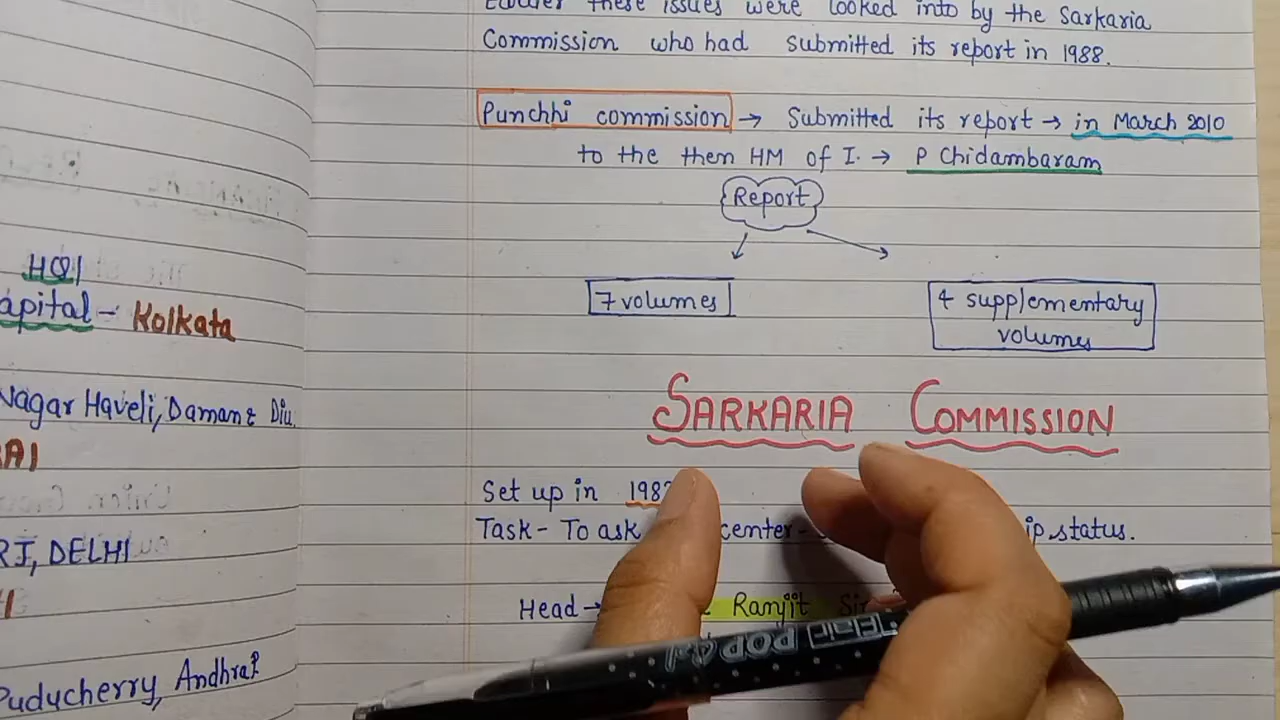 Earlier these issues were looked into by the Sarkaria
Commission who had submitted its report in 1988.
Punchhi commission → Submitted its report → in March 2010
to the then HM of I. → P Chidambaram
Report
7 volumes
4 supplementary
volumes
SARKARIA COMMISSION
Set up in
Task - To ask center- status.
Head → Ranjit
HQ
apital - Kolkata
Nagar Haveli, Daman & Diu.
DELHI
Puducherry, Andhra